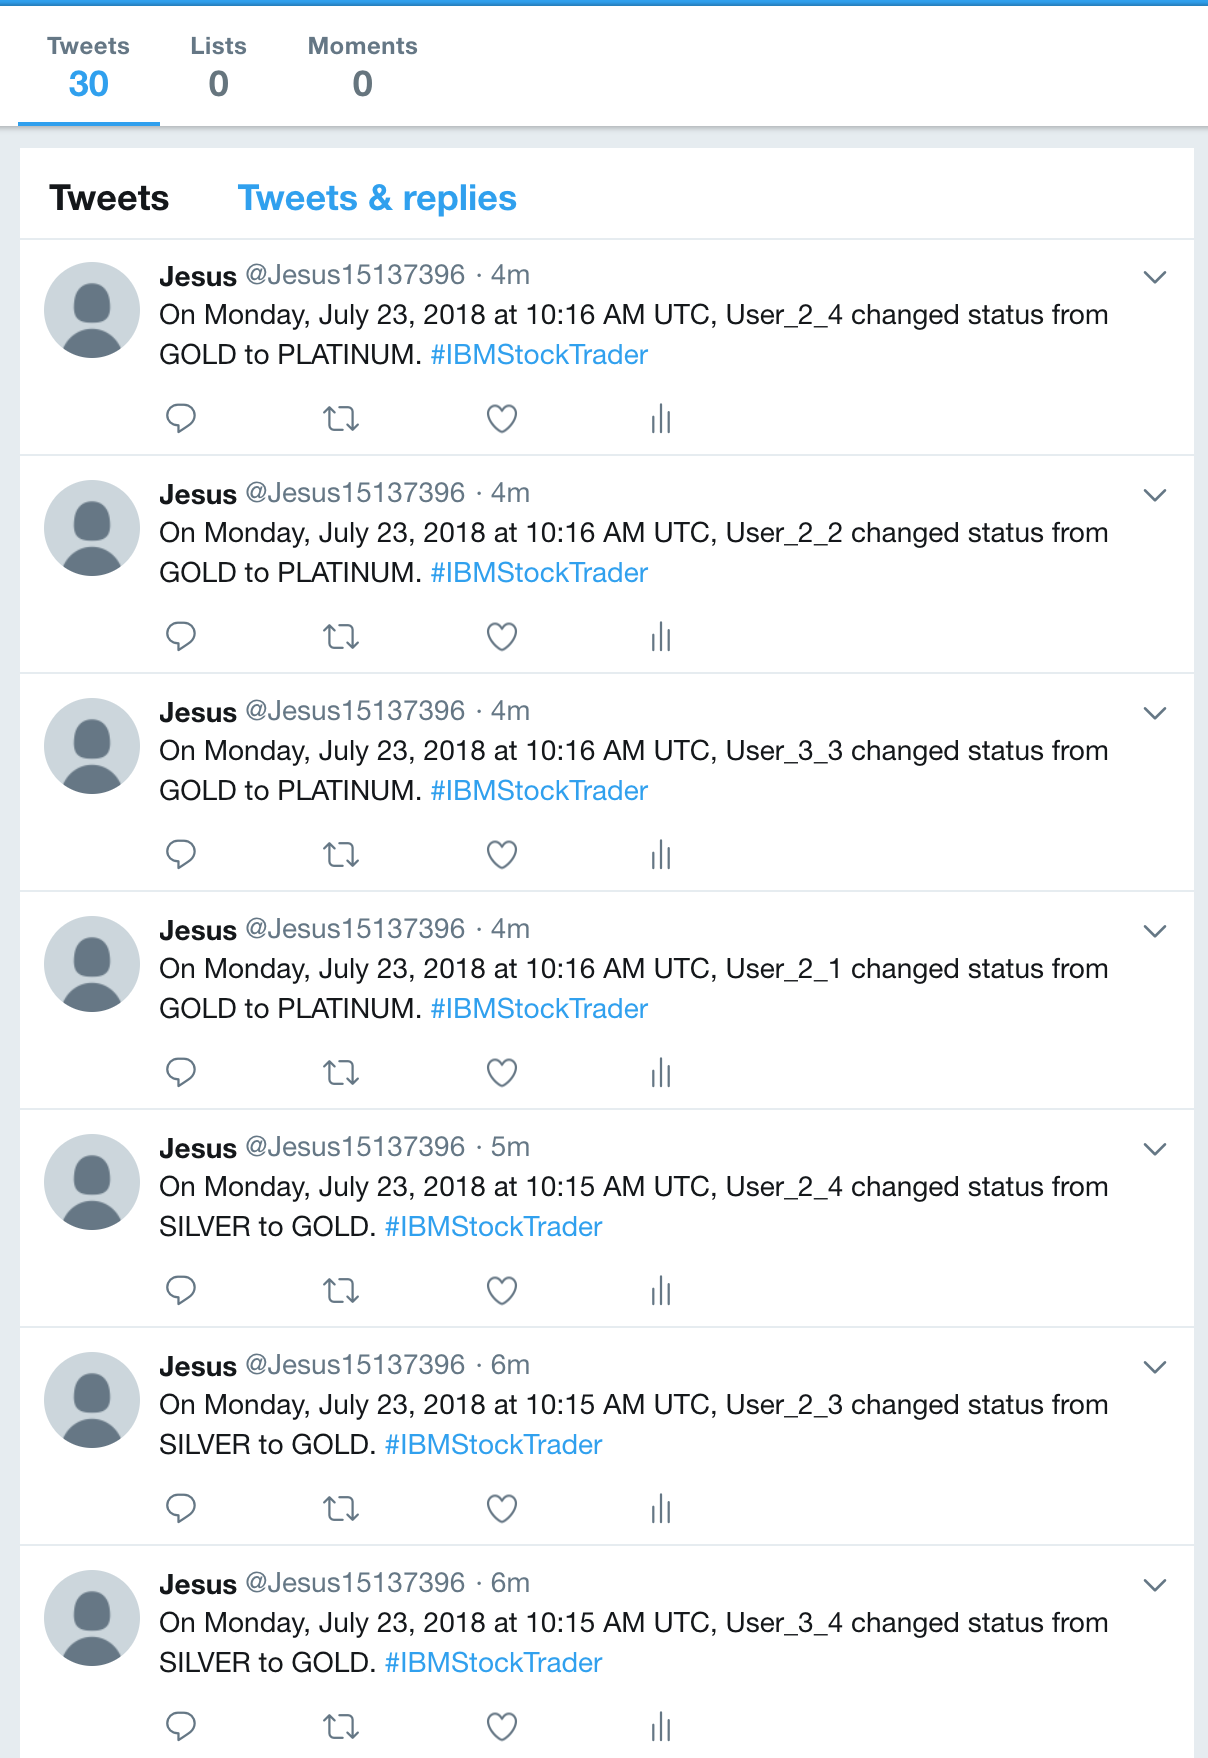 Tweets Lists Moments
30 0 0
Tweets Tweets & replies
Jesus @Jesus15137396 · 4m
On Monday, July 23, 2018 at 10:16 AM UTC, User_2_4 changed status from
GOLD to PLATINUM. #IBMStockTrader
Jesus @Jesus15137396 · 4m
On Monday, July 23, 2018 at 10:16 AM UTC, User_2_2 changed status from
GOLD to PLATINUM. #IBMStockTrader
Jesus @Jesus15137396 · 4m
On Monday, July 23, 2018 at 10:16 AM UTC, User_3_3 changed status from
GOLD to PLATINUM. #IBMStockTrader
Jesus @Jesus15137396 · 4m
On Monday, July 23, 2018 at 10:16 AM UTC, User_2_1 changed status from
GOLD to PLATINUM. #IBMStockTrader
Jesus @Jesus15137396 · 5m
On Monday, July 23, 2018 at 10:15 AM UTC, User_2_4 changed status from
SILVER to GOLD. #IBMStockTrader
Jesus @Jesus15137396 · 6m
On Monday, July 23, 2018 at 10:15 AM UTC, User_2_3 changed status from
SILVER to GOLD. #IBMStockTrader
Jesus @Jesus15137396 · 6m
On Monday, July 23, 2018 at 10:15 AM UTC, User_3_4 changed status from
SILVER to GOLD. #IBMStockTrader